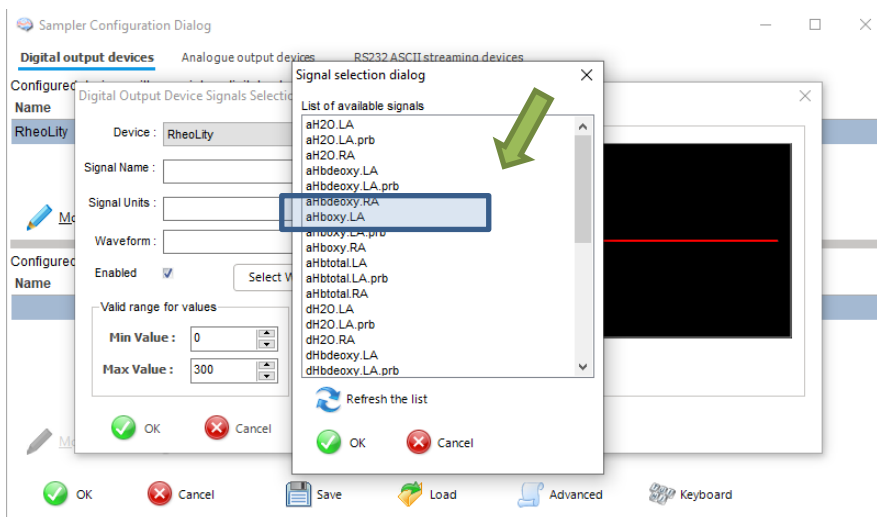 Sampler Configuration Dialog
Digital output devices Analogue output devices RS232 ASCII streaming devices
Configured
Name
RheoLity
Mo
Configured
Name
Mo
OK Cancel Save Load Advanced Keyboard
Digital Output Device Signals Selectio
Device : RheoLity
Signal Name :
Signal Units :
Waveform :
Enabled Select W
Valid range for values
Min Value : 0
Max Value : 300
OK Cancel
Signal selection dialog
List of available signals
aH2O.LA
aH2O.LA.prb
aH2O.RA
aHbdeoxy.LA
aHbdeoxy.LA.prb
aHbdeoxy.RA
aHboxy.LA
aHboxy.LA.prb
aHboxy.RA
aHbtotal.LA
aHbtotal.LA.prb
aHbtotal.RA
dH2O.LA
dH2O.LA.prb
dH2O.RA
dHbdeoxy.LA
dHbdeoxy.LA.prb
Refresh the list
OK Cancel